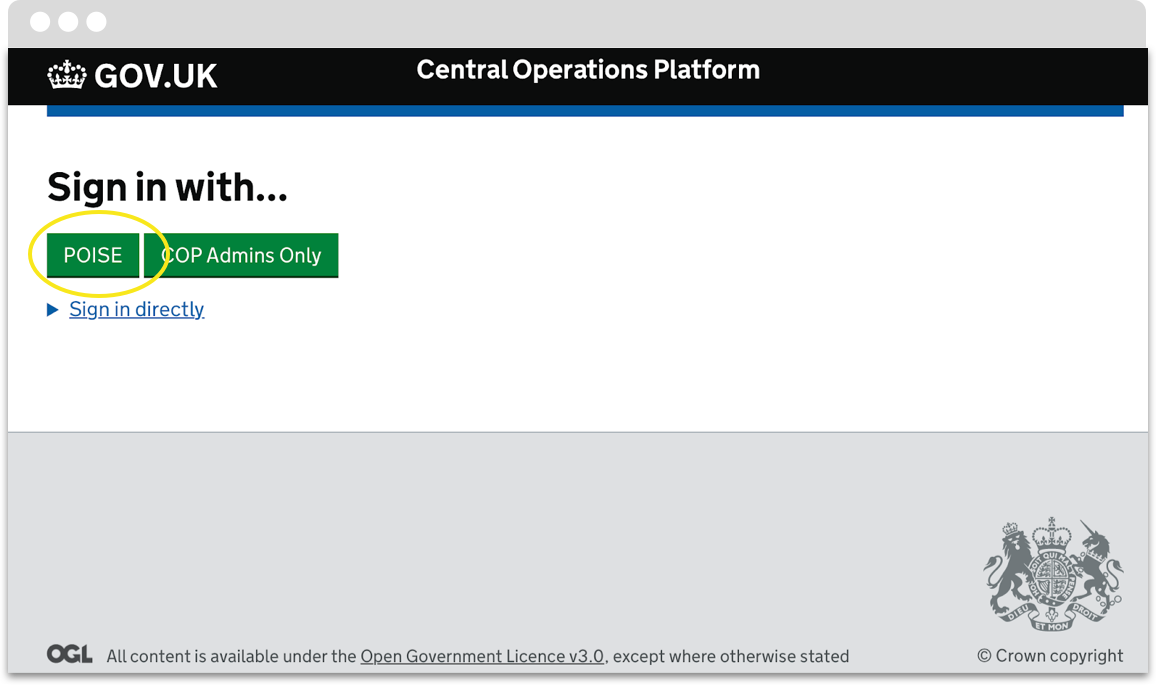 GOV.UK
Central Operations Platform
Sign in with...
POISE
COP Admins Only
Sign in directly
DIEU ET MON DROIT
OGL
All content is available under the Open Government Licence v3.0, except where otherwise stated
© Crown copyright